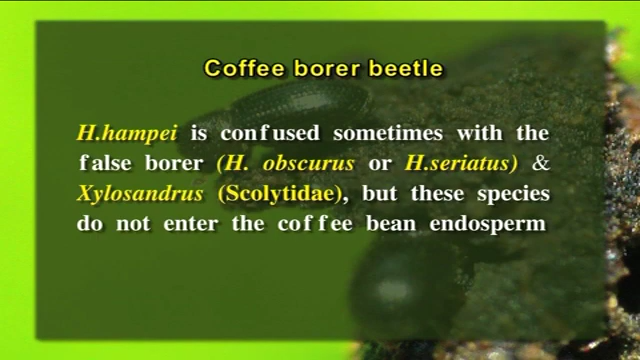 Coffee borer beetle
H.hampei is confused sometimes with the
false borer (H. obscurus or H.seriatus) &
Xylosandrus (Scolytidae), but these species
do not enter the coffee bean endosperm